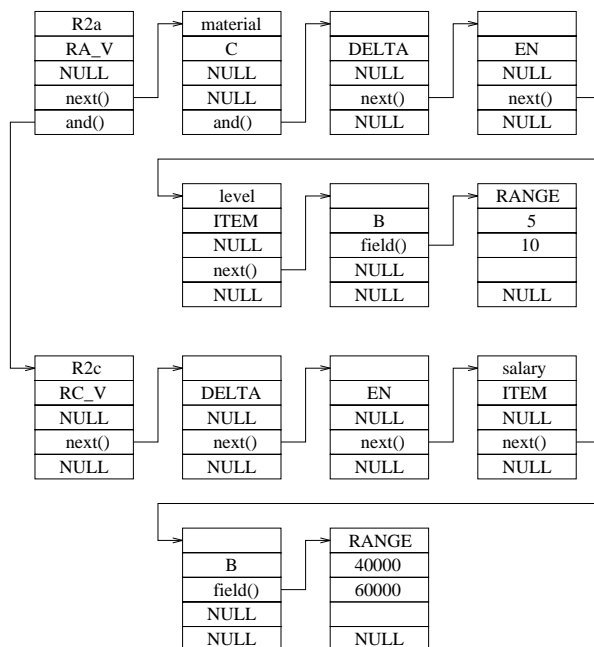 R2a
RA_V
NULL
next()
and()
material
C
NULL
NULL
and()
DELTA
NULL
next()
NULL
EN
NULL
next()
NULL
level
ITEM
NULL
next()
NULL
B
field()
NULL
NULL
RANGE
5
10
NULL
R2c
RC_V
NULL
next()
NULL
DELTA
NULL
next()
NULL
EN
NULL
next()
NULL
salary
ITEM
NULL
next()
NULL
B
field()
NULL
NULL
RANGE
40000
60000
NULL